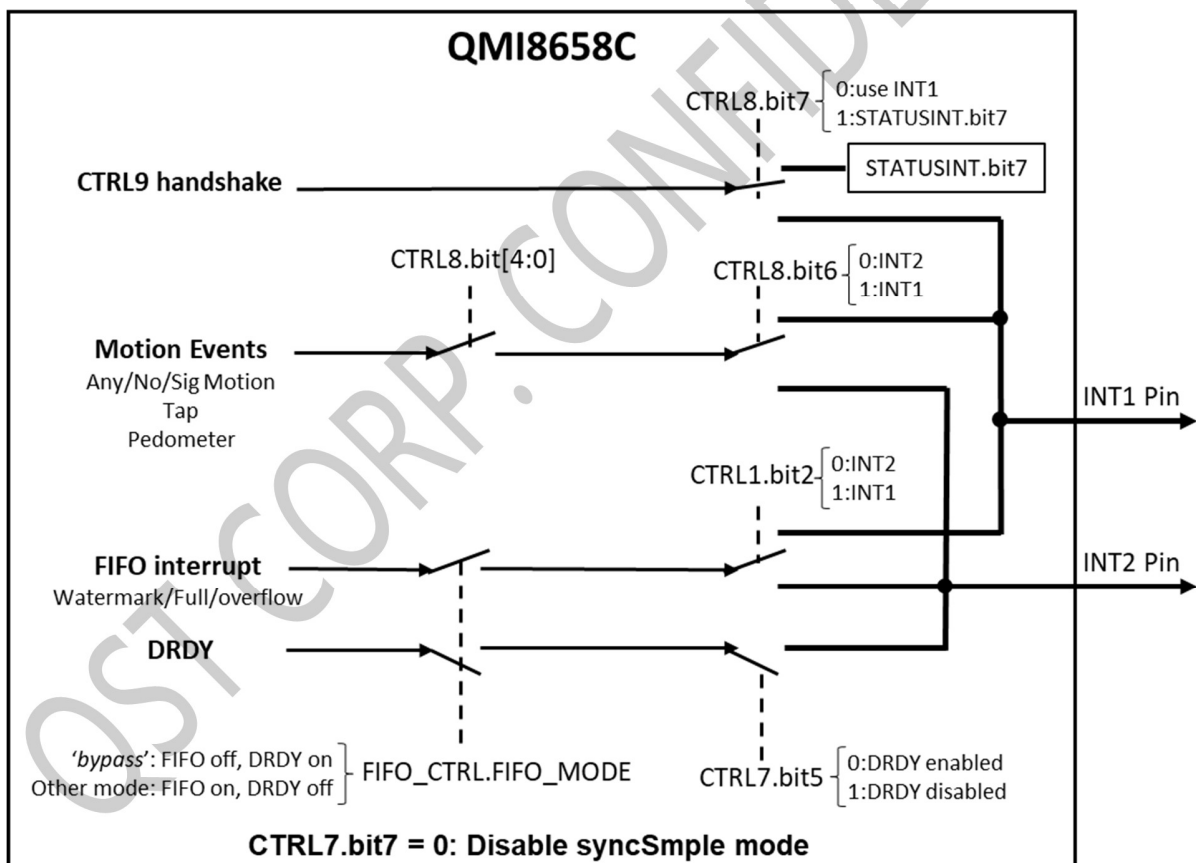 QMI8658C
CTRL8.bit7
0:use INT1
1:STATUSINT.bit7
CTRL9 handshake
STATUSINT.bit7
CTRL8.bit[4:0]
CTRL8.bit6
0:INT2
1:INT1
Motion Events
Any/No/Sig Motion
Tap
Pedometer
INT1 Pin
CTRL1.bit2
0:INT2
1:INT1
FIFO interrupt
Watermark/Full/overflow
INT2 Pin
DRDY
'bypass': FIFO off, DRDY on
Other mode: FIFO on, DRDY off
FIFO_CTRL.FIFO_MODE
CTRL7.bit5
0:DRDY enabled
1:DRDY disabled
CTRL7.bit7 = 0: Disable syncSmple mode
QST CORP. CONFIDE